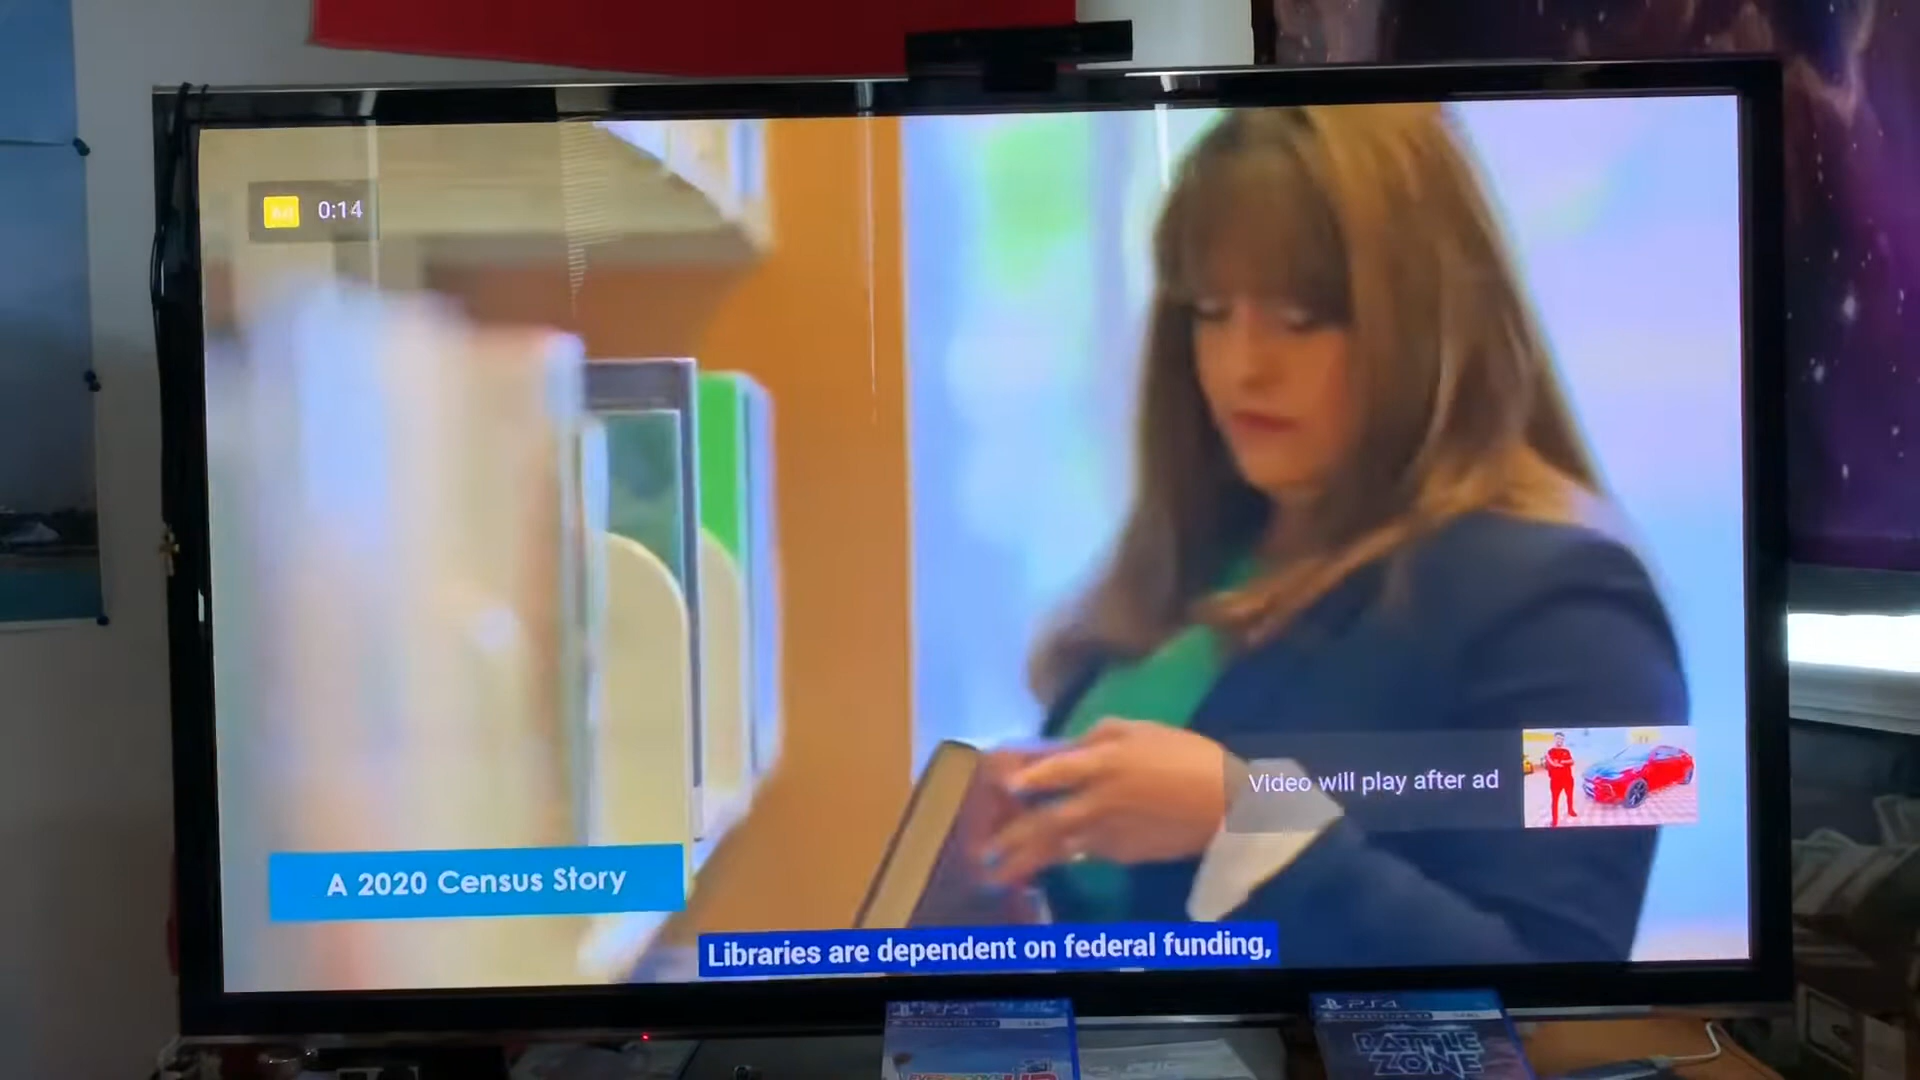 Ad 0:14
Video will play after ad
A 2020 Census Story
Libraries are dependent on federal funding,
PS4
PS4
BATTLE
ZONE